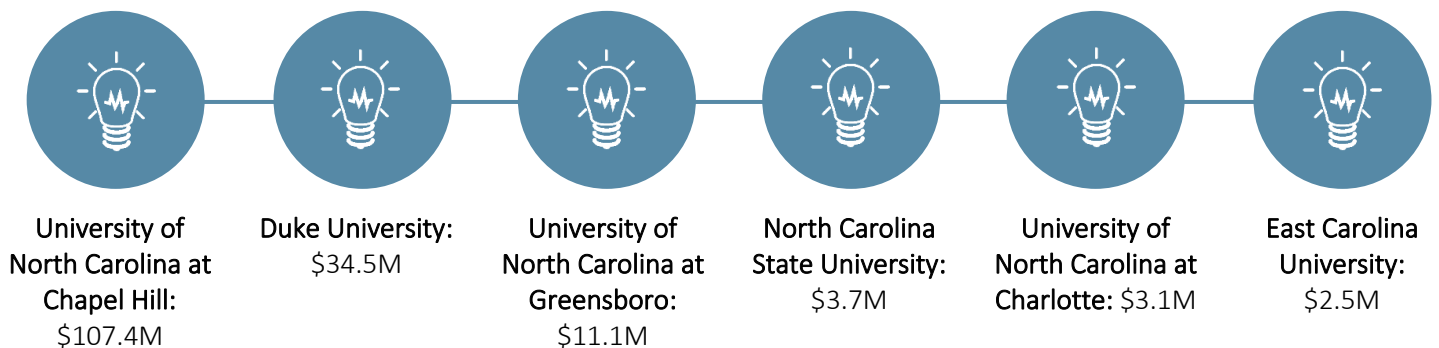 University of
North Carolina at
Chapel Hill:
$107.4M
Duke University:
$34.5M
University of
North Carolina at
Greensboro:
$11.1M
North Carolina
State University:
$3.7M
University of
North Carolina at
Charlotte: $3.1M
East Carolina
University:
$2.5M